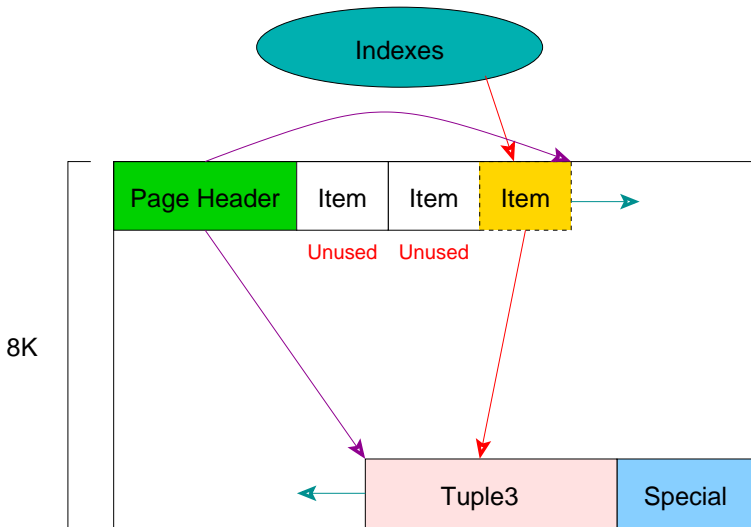 Indexes
Page Header Item Item Item
Unused Unused
8K
Tuple3 Special